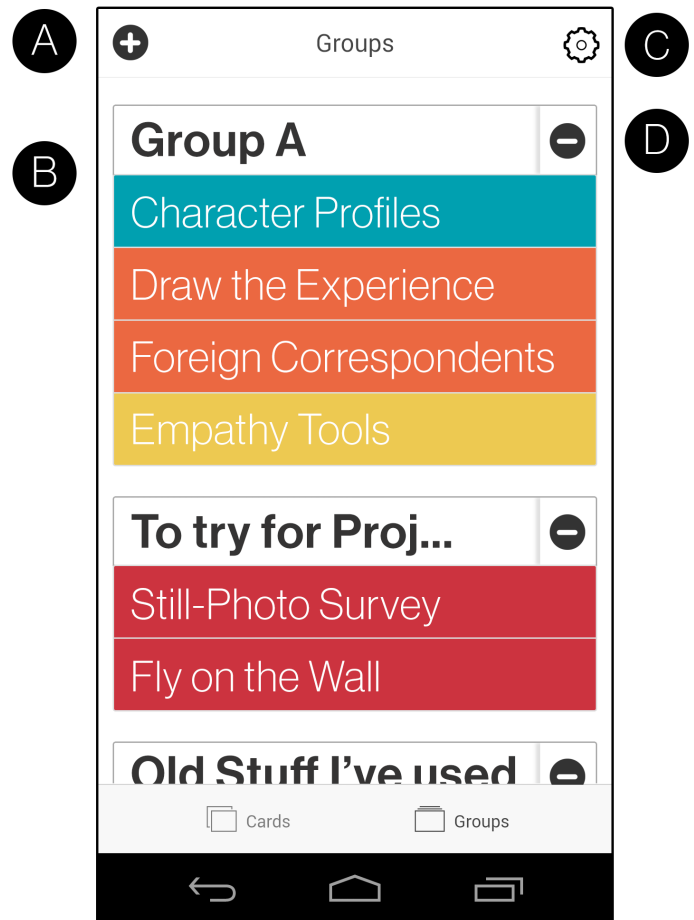 A
Groups
C
Group A
D
B
Character Profiles
Draw the Experience
Foreign Correspondents
Empathy Tools
To try for Proj...
Still-Photo Survey
Fly on the Wall
Old Stuff I've used
Cards
Groups